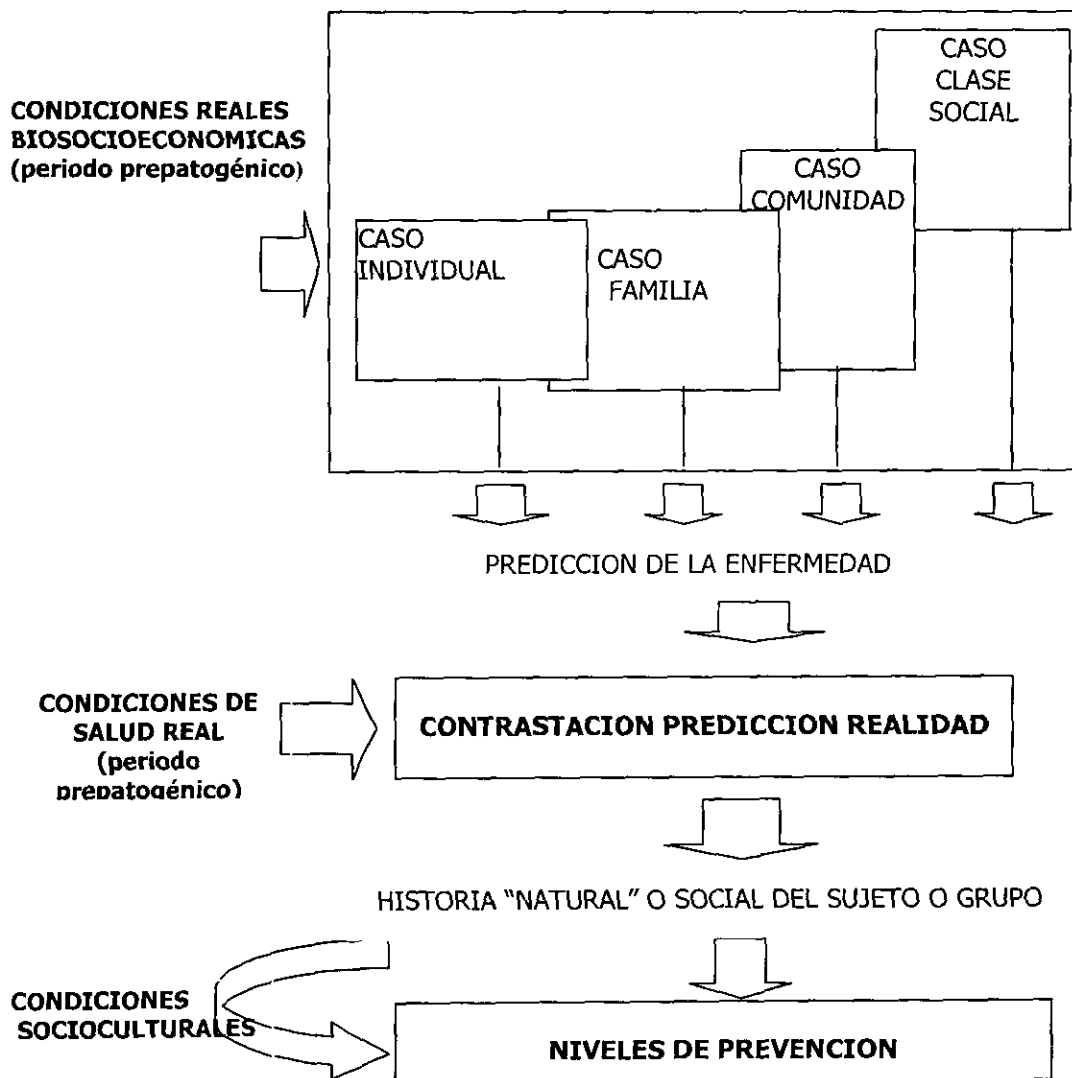 CASO
CLASE
SOCIAL
CONDICIONES REALES
BIOSOCIOECONOMICAS
(periodo prepatogénico)
CASO
COMUNIDAD
CASO
INDIVIDUAL
CASO
FAMILIA
PREDICCION DE LA ENFERMEDAD
CONDICIONES DE
SALUD REAL
(periodo
prepatogénico)
CONTRASTACION PREDICCION REALIDAD
HISTORIA “NATURAL” O SOCIAL DEL SUJETO O GRUPO
CONDICIONES
SOCIOCULTURALES
NIVELES DE PREVENCION